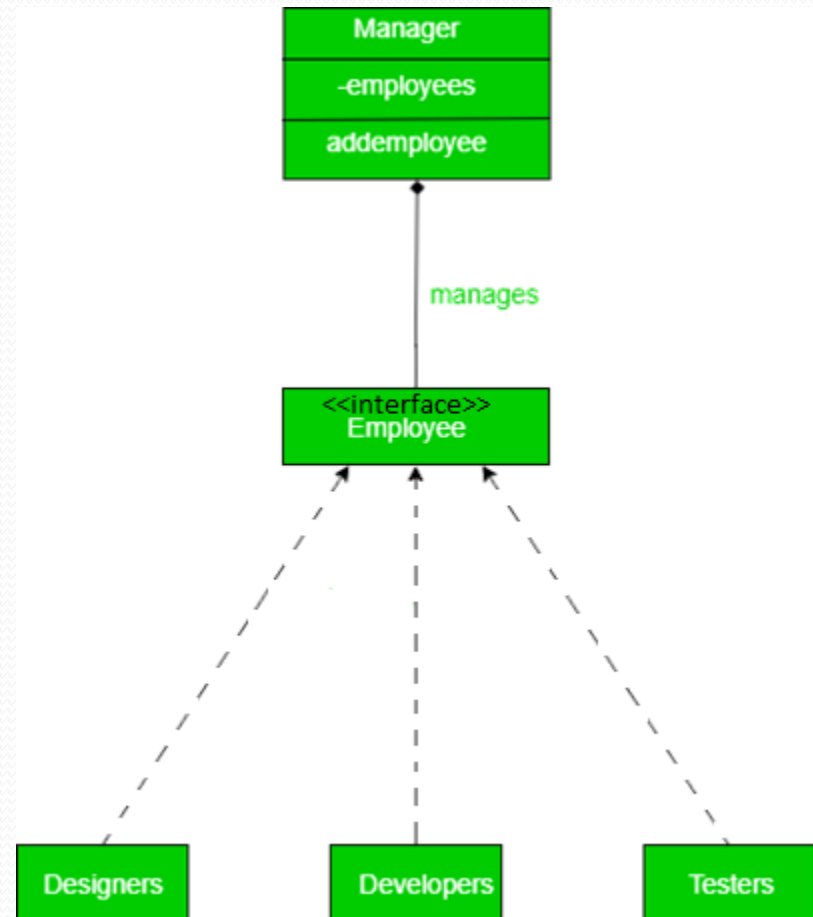 Manager
-employees
addemployee
manages
<<interface>>
Employee
Designers
Developers
Testers